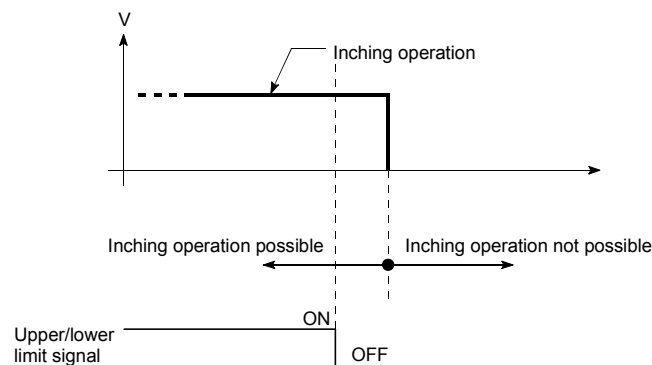 V
Inching operation
Inching operation possible
Inching operation not possible
ON
Upper/lower
limit signal
OFF